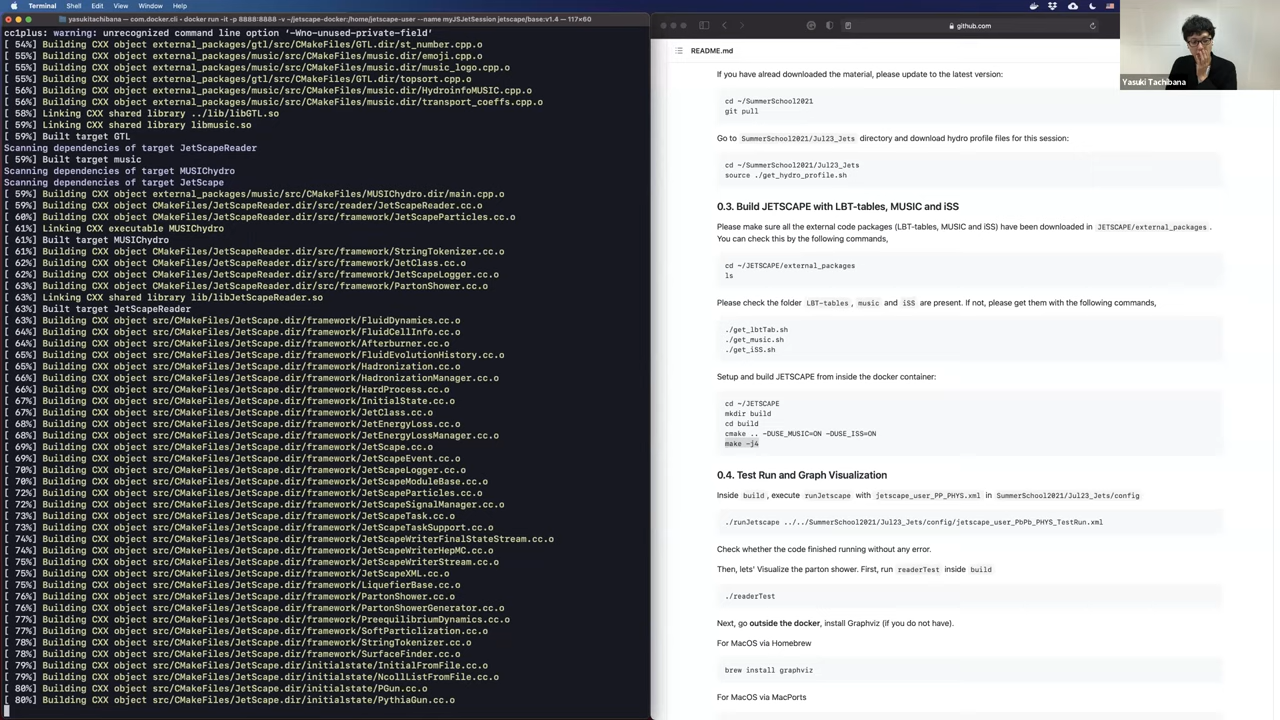 Terminal Shell Edit View Window Help
yasukitachibana — com.docker.cli - docker run -it -p 8888:8888 -v ~/jetscape-docker:/home/jetscape-user --name myJSJetSession jetscape/base:v1.4 — 117×60
cc1plus: warning: unrecognized command line option '-Wno-unused-private-field'
[ 54%] Building CXX object external_packages/gtl/src/CMakeFiles/GTL.dir/st_number.cpp.o
[ 55%] Building CXX object external_packages/music/src/CMakeFiles/music.dir/emoji.cpp.o
[ 55%] Building CXX object external_packages/music/src/CMakeFiles/music.dir/music_logo.cpp.o
[ 55%] Building CXX object external_packages/gtl/src/CMakeFiles/GTL.dir/topsort.cpp.o
[ 56%] Building CXX object external_packages/music/src/CMakeFiles/music.dir/HydroinfoMUSIC.cpp.o
[ 56%] Building CXX object external_packages/music/src/CMakeFiles/music.dir/transport_coeffs.cpp.o
[ 58%] Linking CXX shared library ../lib/libGTL.so
[ 59%] Linking CXX shared library libmusic.so
[ 59%] Built target GTL
Scanning dependencies of target JetScapeReader
[ 59%] Built target music
Scanning dependencies of target MUSIChydro
Scanning dependencies of target JetScape
[ 59%] Building CXX object external_packages/music/src/CMakeFiles/MUSIChydro.dir/main.cpp.o
[ 59%] Building CXX object src/CMakeFiles/JetScapeReader.dir/src/reader/JetScapeReader.cc.o
[ 60%] Building CXX object src/CMakeFiles/JetScapeReader.dir/src/framework/JetScapeParticles.cc.o
[ 61%] Linking CXX executable MUSIChydro
[ 61%] Built target MUSIChydro
[ 61%] Building CXX object src/CMakeFiles/JetScapeReader.dir/src/framework/StringTokenizer.cc.o
[ 61%] Building CXX object src/CMakeFiles/JetScapeReader.dir/src/framework/JetClass.cc.o
[ 62%] Building CXX object src/CMakeFiles/JetScapeReader.dir/src/framework/JetScapeLogger.cc.o
[ 63%] Building CXX object src/CMakeFiles/JetScapeReader.dir/src/framework/PartonShower.cc.o
[ 63%] Linking CXX shared library lib/libJetScapeReader.so
[ 63%] Built target JetScapeReader
[ 63%] Building CXX object src/CMakeFiles/JetScape.dir/framework/FluidDynamics.cc.o
[ 64%] Building CXX object src/CMakeFiles/JetScape.dir/framework/FluidCellInfo.cc.o
[ 64%] Building CXX object src/CMakeFiles/JetScape.dir/framework/Afterburner.cc.o
[ 65%] Building CXX object src/CMakeFiles/JetScape.dir/framework/FluidEvolutionHistory.cc.o
[ 65%] Building CXX object src/CMakeFiles/JetScape.dir/framework/Hadronization.cc.o
[ 66%] Building CXX object src/CMakeFiles/JetScape.dir/framework/HadronizationManager.cc.o
[ 66%] Building CXX object src/CMakeFiles/JetScape.dir/framework/HardProcess.cc.o
[ 67%] Building CXX object src/CMakeFiles/JetScape.dir/framework/InitialState.cc.o
[ 67%] Building CXX object src/CMakeFiles/JetScape.dir/framework/JetClass.cc.o
[ 68%] Building CXX object src/CMakeFiles/JetScape.dir/framework/JetEnergyLoss.cc.o
[ 68%] Building CXX object src/CMakeFiles/JetScape.dir/framework/JetEnergyLossManager.cc.o
[ 69%] Building CXX object src/CMakeFiles/JetScape.dir/framework/JetScape.cc.o
[ 69%] Building CXX object src/CMakeFiles/JetScape.dir/framework/JetScapeEvent.cc.o
[ 70%] Building CXX object src/CMakeFiles/JetScape.dir/framework/JetScapeLogger.cc.o
[ 70%] Building CXX object src/CMakeFiles/JetScape.dir/framework/JetScapeModuleBase.cc.o
[ 72%] Building CXX object src/CMakeFiles/JetScape.dir/framework/JetScapeParticles.cc.o
[ 72%] Building CXX object src/CMakeFiles/JetScape.dir/framework/JetScapeSignalManager.cc.o
[ 73%] Building CXX object src/CMakeFiles/JetScape.dir/framework/JetScapeTask.cc.o
[ 73%] Building CXX object src/CMakeFiles/JetScape.dir/framework/JetScapeTaskSupport.cc.o
[ 74%] Building CXX object src/CMakeFiles/JetScape.dir/framework/JetScapeWriterFinalStateStream.cc.o
[ 74%] Building CXX object src/CMakeFiles/JetScape.dir/framework/JetScapeWriterHepMC.cc.o
[ 75%] Building CXX object src/CMakeFiles/JetScape.dir/framework/JetScapeWriterStream.cc.o
[ 75%] Building CXX object src/CMakeFiles/JetScape.dir/framework/JetScapeXML.cc.o
[ 76%] Building CXX object src/CMakeFiles/JetScape.dir/framework/LiquefierBase.cc.o
[ 76%] Building CXX object src/CMakeFiles/JetScape.dir/framework/PartonShower.cc.o
[ 76%] Building CXX object src/CMakeFiles/JetScape.dir/framework/PartonShowerGenerator.cc.o
[ 77%] Building CXX object src/CMakeFiles/JetScape.dir/framework/PreequilibriumDynamics.cc.o
[ 77%] Building CXX object src/CMakeFiles/JetScape.dir/framework/SoftParticlization.cc.o
[ 78%] Building CXX object src/CMakeFiles/JetScape.dir/framework/StringTokenizer.cc.o
[ 78%] Building CXX object src/CMakeFiles/JetScape.dir/framework/SurfaceFinder.cc.o
[ 79%] Building CXX object src/CMakeFiles/JetScape.dir/initialstate/InitialFromFile.cc.o
[ 79%] Building CXX object src/CMakeFiles/JetScape.dir/initialstate/NcollListFromFile.cc.o
[ 80%] Building CXX object src/CMakeFiles/JetScape.dir/initialstate/PGun.cc.o
[ 80%] Building CXX object src/CMakeFiles/JetScape.dir/initialstate/PythiaGun.cc.o
github.com
README.md
If you have alread downloaded the material, please update to the latest version:
cd ~/SummerSchool2021
git pull
Go to SummerSchool2021/Jul23_Jets directory and download hydro profile files for this session:
cd ~/SummerSchool2021/Jul23_Jets
source ./get_hydro_profile.sh
0.3. Build JETSCAPE with LBT-tables, MUSIC and iSS
Please make sure all the external code packages (LBT-tables, MUSIC and iSS) have been downloaded in JETSCAPE/external_packages .
You can check this by the following commands,
cd ~/JETSCAPE/external_packages
ls
Please check the folder LBT-tables , music and iSS are present. If not, please get them with the following commands,
./get_lbtTab.sh
./get_music.sh
./get_iSS.sh
Setup and build JETSCAPE from inside the docker container:
cd ~/JETSCAPE
mkdir build
cd build
cmake .. -DUSE_MUSIC=ON -DUSE_ISS=ON
make -j4
0.4. Test Run and Graph Visualization
Inside build , execute runJetscape with jetscape_user_PP_PHYS.xml in SummerSchool2021/Jul23_Jets/config
./runJetscape ../../SummerSchool2021/Jul23_Jets/config/jetscape_user_PbPb_PHYS_TestRun.xml
Check whether the code finished running without any error.
Then, lets' Visualize the parton shower. First, run readerTest inside build
./readerTest
Next, go outside the docker, install Graphviz (if you do not have).
For MacOS via Homebrew
brew install graphviz
For MacOS via MacPorts
Yasuki Tachibana